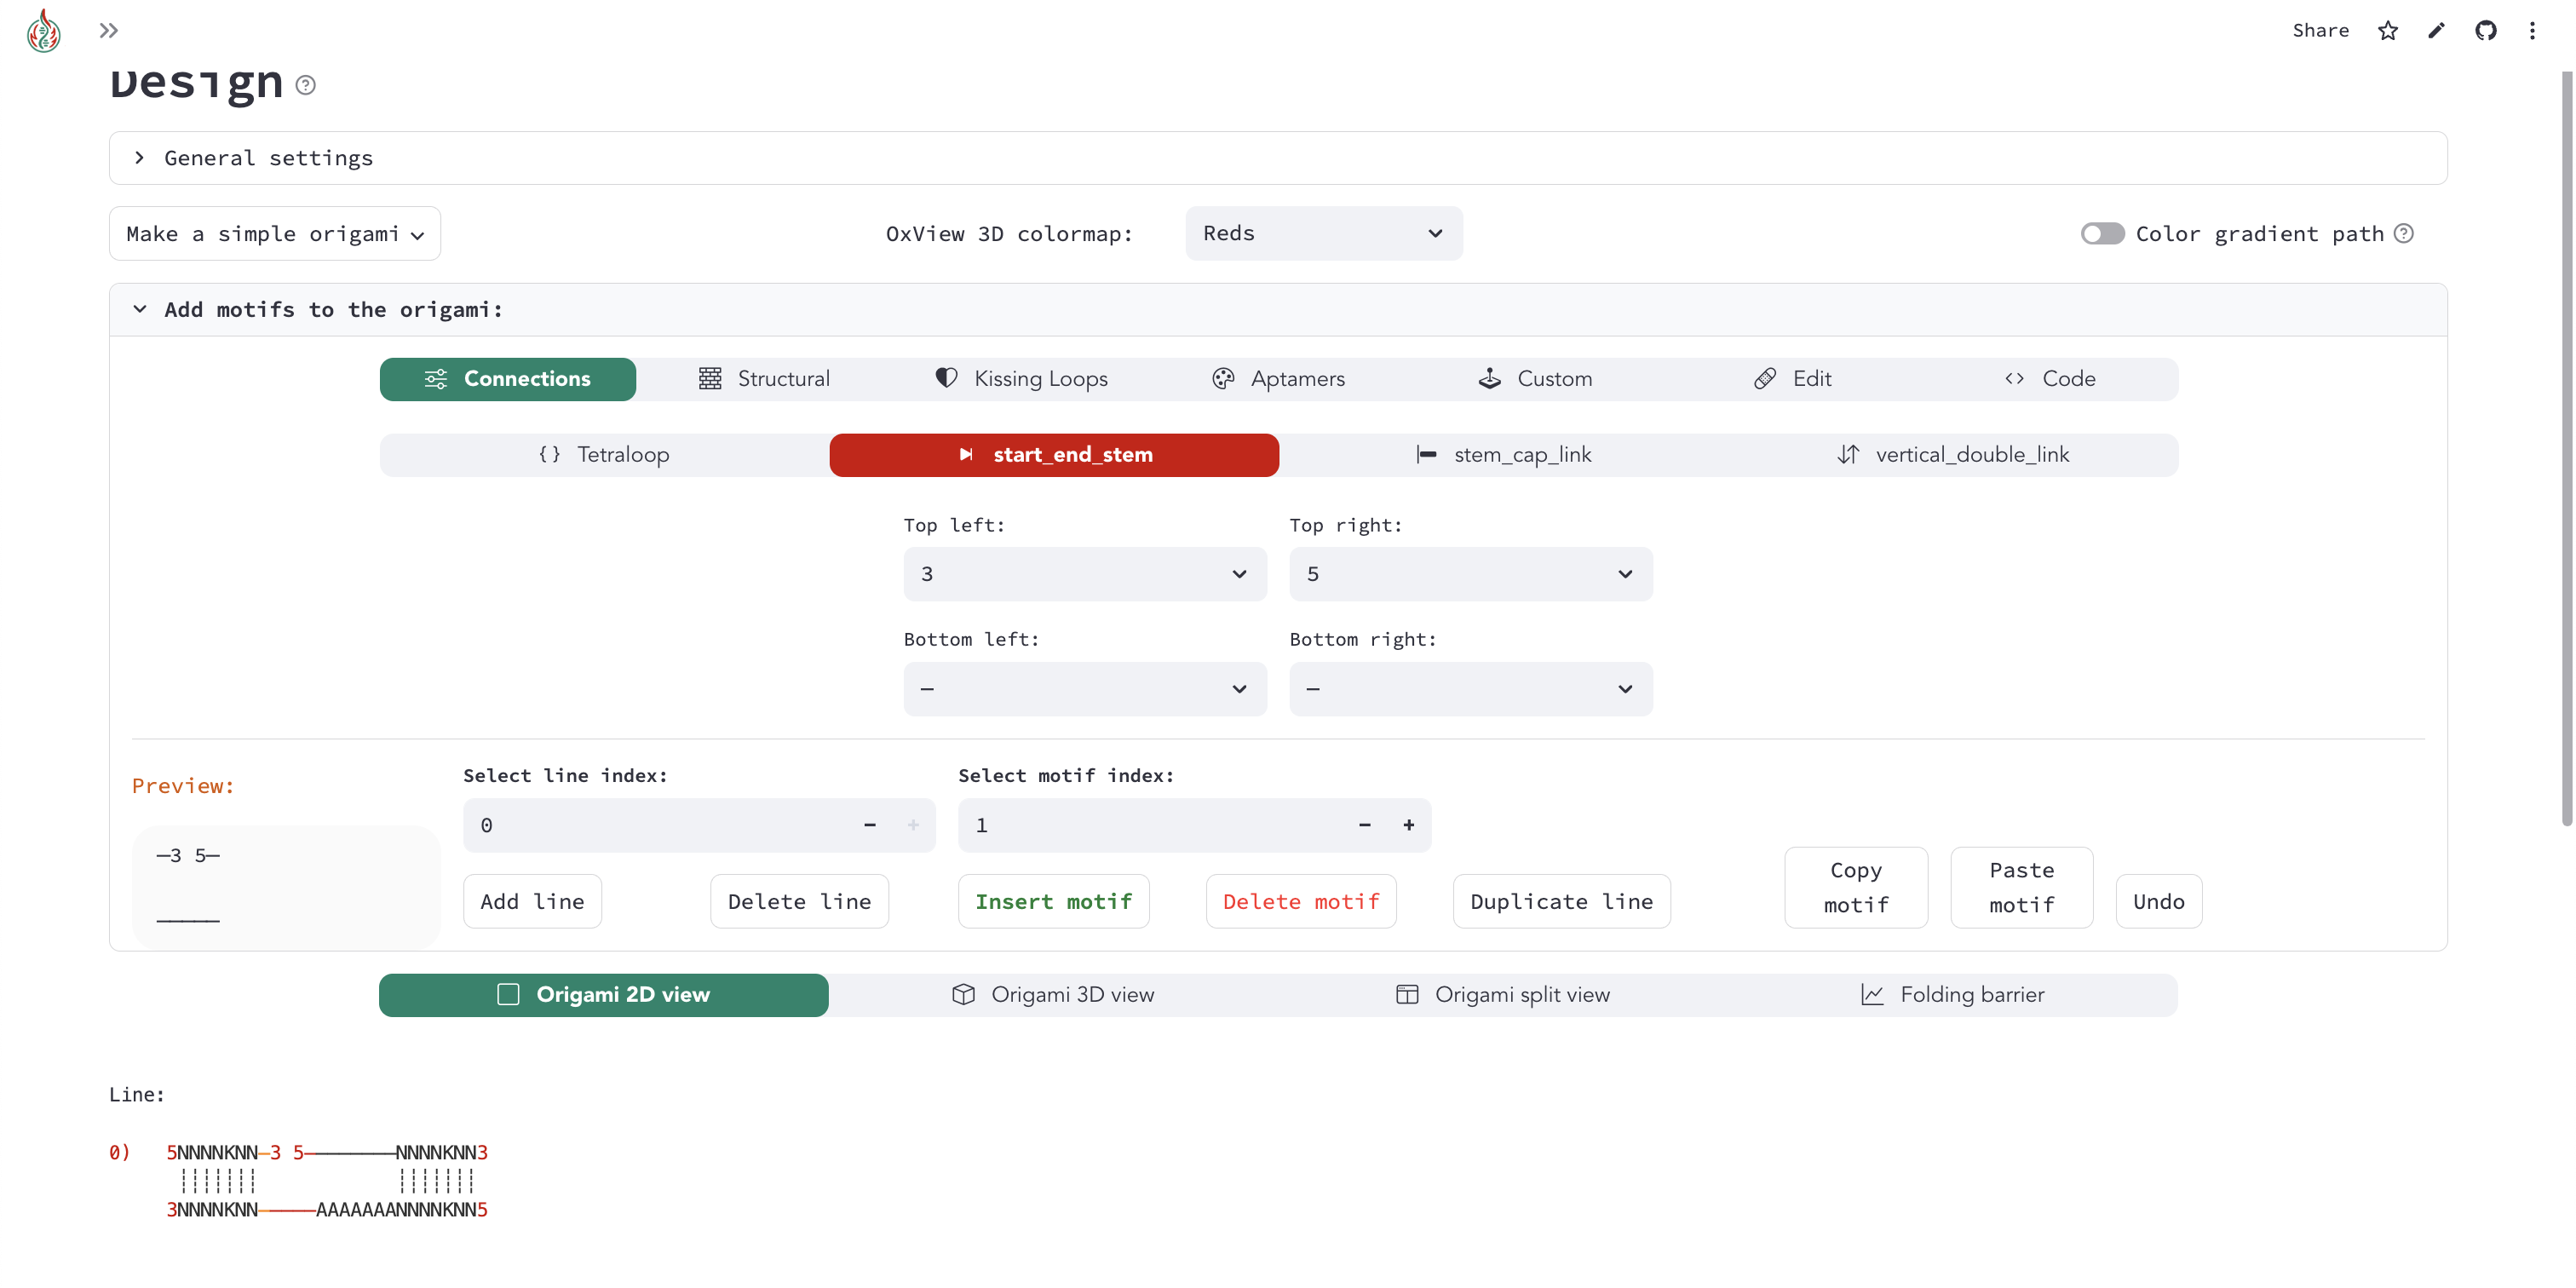 Share
Design
General settings
Make a simple origami
OxView 3D colormap:
Reds
Color gradient path
Add motifs to the origami:
Connections
Structural
Kissing Loops
Aptamers
Custom
Edit
Code
Tetraloop
start_end_stem
stem_cap_link
vertical_double_link
Top left:
Top right:
3
5
Bottom left:
Bottom right:
─
─
Preview:
Select line index:
Select motif index:
0
1
─3 5─
─────
Add line
Delete line
Insert motif
Delete motif
Duplicate line
Copy motif
Paste motif
Undo
Origami 2D view
Origami 3D view
Origami split view
Folding barrier
Line:
0) 5NNNNKNN─3 5────────NNNNKNN3
┊┊┊┊┊┊┊ ┊┊┊┊┊┊┊
3NNNNKNN─────AAAAAAANNNNKNN5